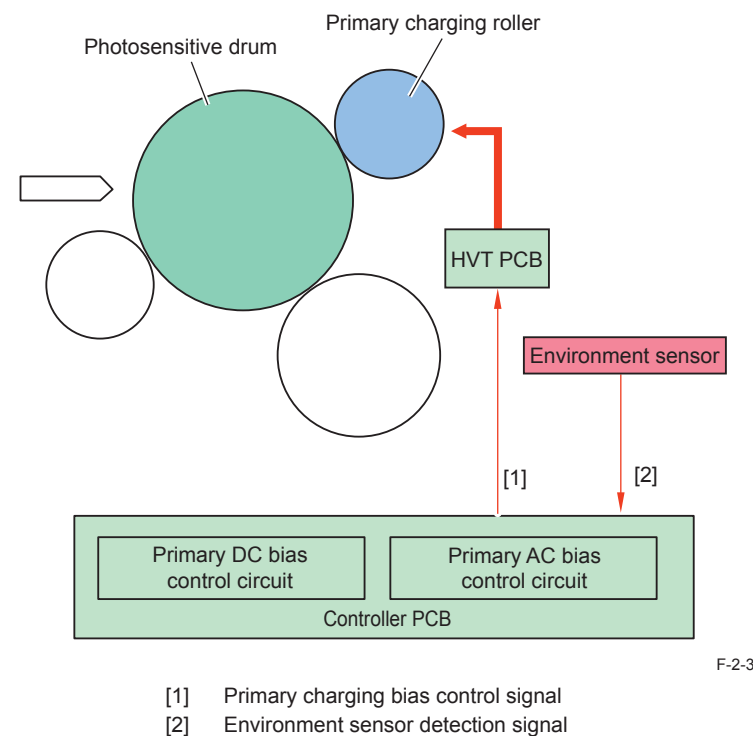 Primary charging roller
Photosensitive drum
HVT PCB
Environment sensor
[1]
[2]
Primary DC bias
control circuit
Primary AC bias
control circuit
Controller PCB
F-2-3
[1] Primary charging bias control signal
[2] Environment sensor detection signal